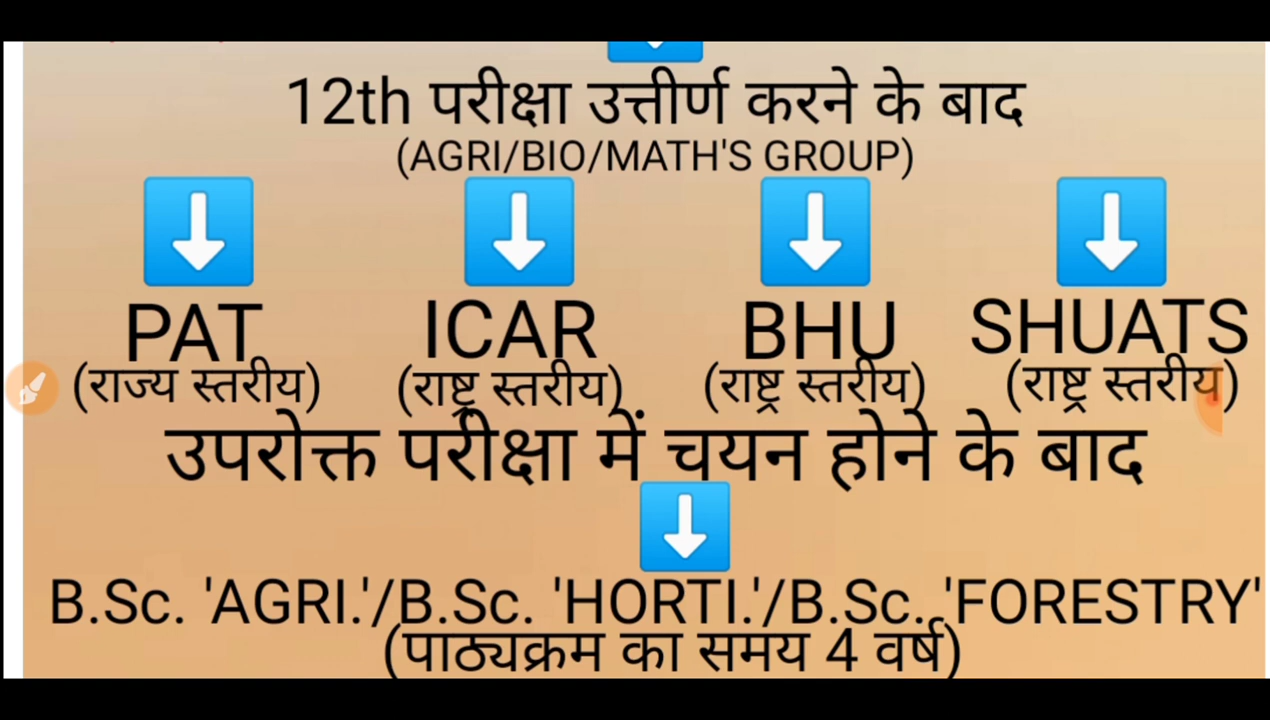 12th परीक्षा उत्तीर्ण करने के बाद
(AGRI/BIO/MATH'S GROUP)
PAT ICAR BHU SHUATS
(राज्य स्तरीय) (राष्ट्र स्तरीय) (राष्ट्र स्तरीय) (राष्ट्र स्तरीय)
उपरोक्त परीक्षा में चयन होने के बाद
B.Sc. 'AGRI.'/B.Sc. 'HORTI.'/B.Sc. 'FORESTRY'
(पाठ्यक्रम का समय 4 वर्ष)